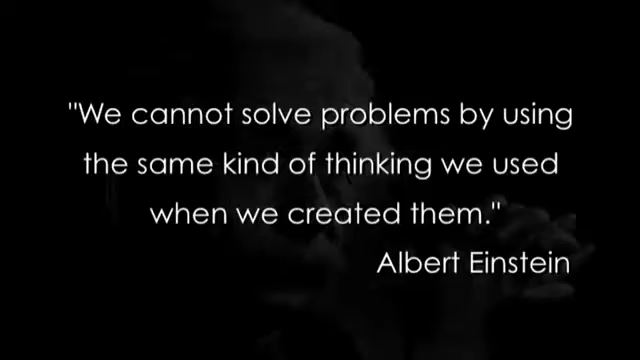 "We cannot solve problems by using
the same kind of thinking we used
when we created them."
Albert Einstein